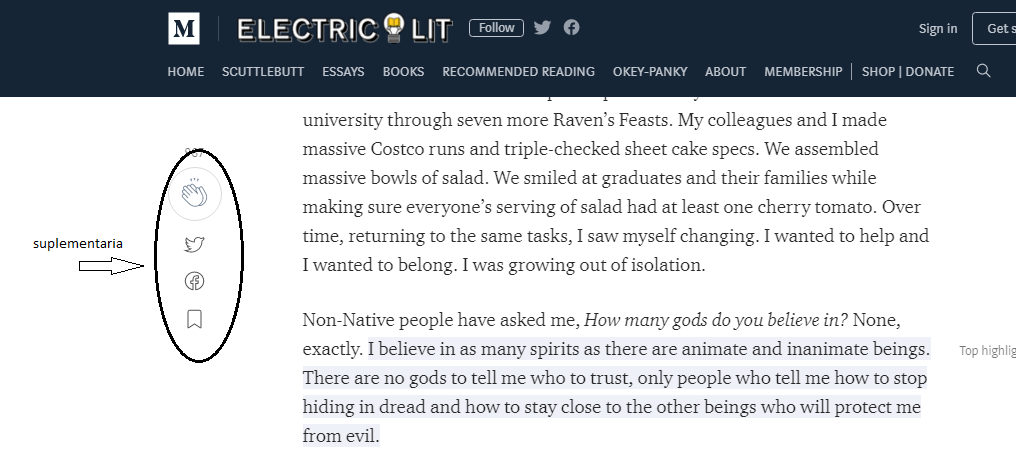 M ELECTRIC LIT Follow Sign in
HOME SCUTTLEBUTT ESSAYS BOOKS RECOMMENDED READING OKEY-PANKY ABOUT MEMBERSHIP SHOP | DONATE
university through seven more Raven’s Feasts. My colleagues and I made
massive Costco runs and triple-checked sheet cake specs. We assembled
massive bowls of salad. We smiled at graduates and their families while
making sure everyone’s serving of salad had at least one cherry tomato. Over
time, returning to the same tasks, I saw myself changing. I wanted to help and
I wanted to belong. I was growing out of isolation.
suplementaria
Non-Native people have asked me, How many gods do you believe in? None,
exactly. I believe in as many spirits as there are animate and inanimate beings.
There are no gods to tell me who to trust, only people who tell me how to stop
hiding in dread and how to stay close to the other beings who will protect me
from evil.
Top